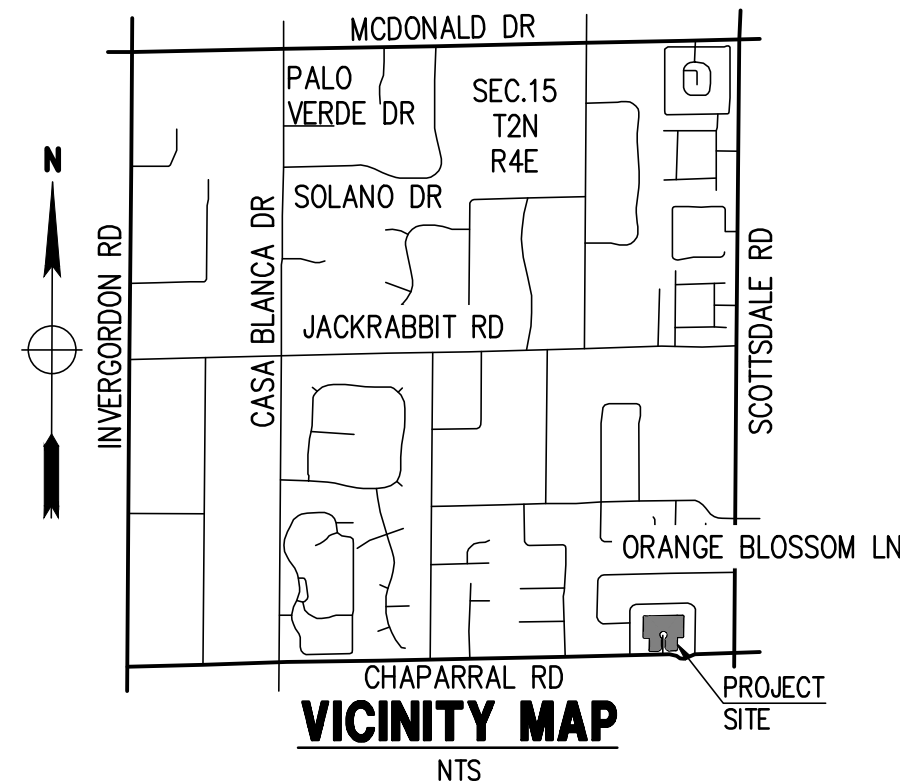 MCDONALD DR
PALO
VERDE DR
SEC.15
T2N
R4E
N
SOLANO DR
CASA BLANCA DR
INVERGORDON RD
SCOTTSDALE RD
JACKRABBIT RD
ORANGE BLOSSOM LN
CHAPARRAL RD
PROJECT
SITE
VICINITY MAP
NTS